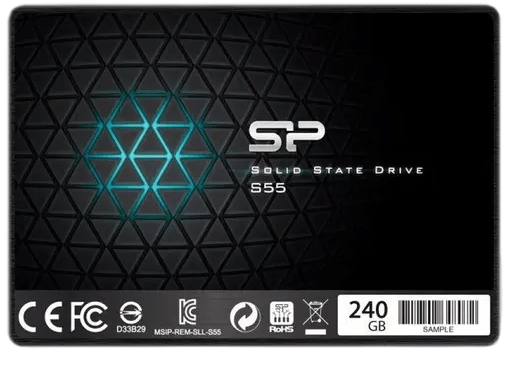 SP
SOLID STATE DRIVE
S55
CE FC
D33B29
MSIP-REM-SLL-S55
RoHS
240
GB
SAMPLE